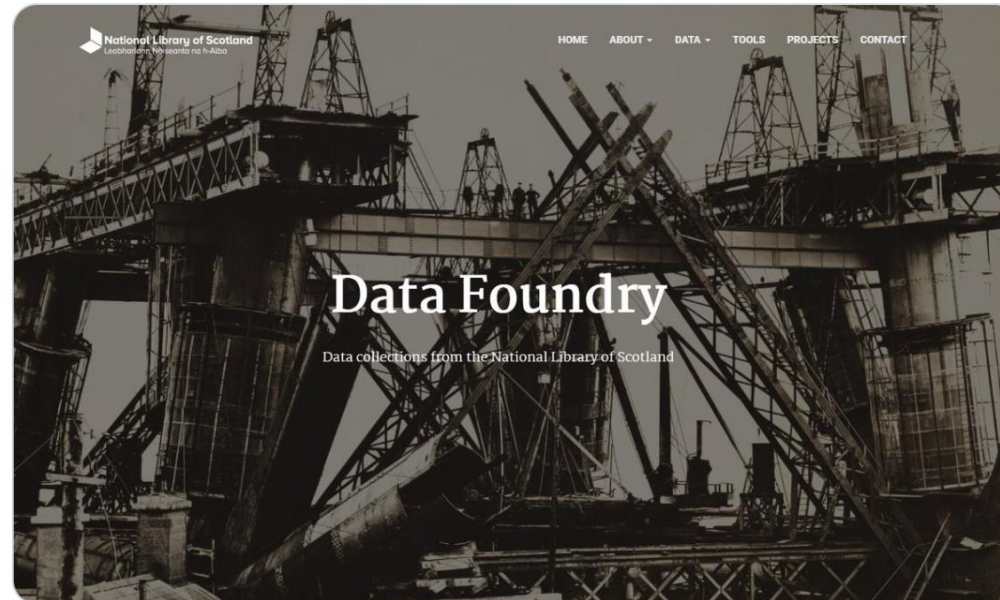 National Library of Scotland
Leabharlann Nàiseanta na h-Alba
HOME ABOUT DATA TOOLS PROJECTS CONTACT
Data Foundry
Data collections from the National Library of Scotland